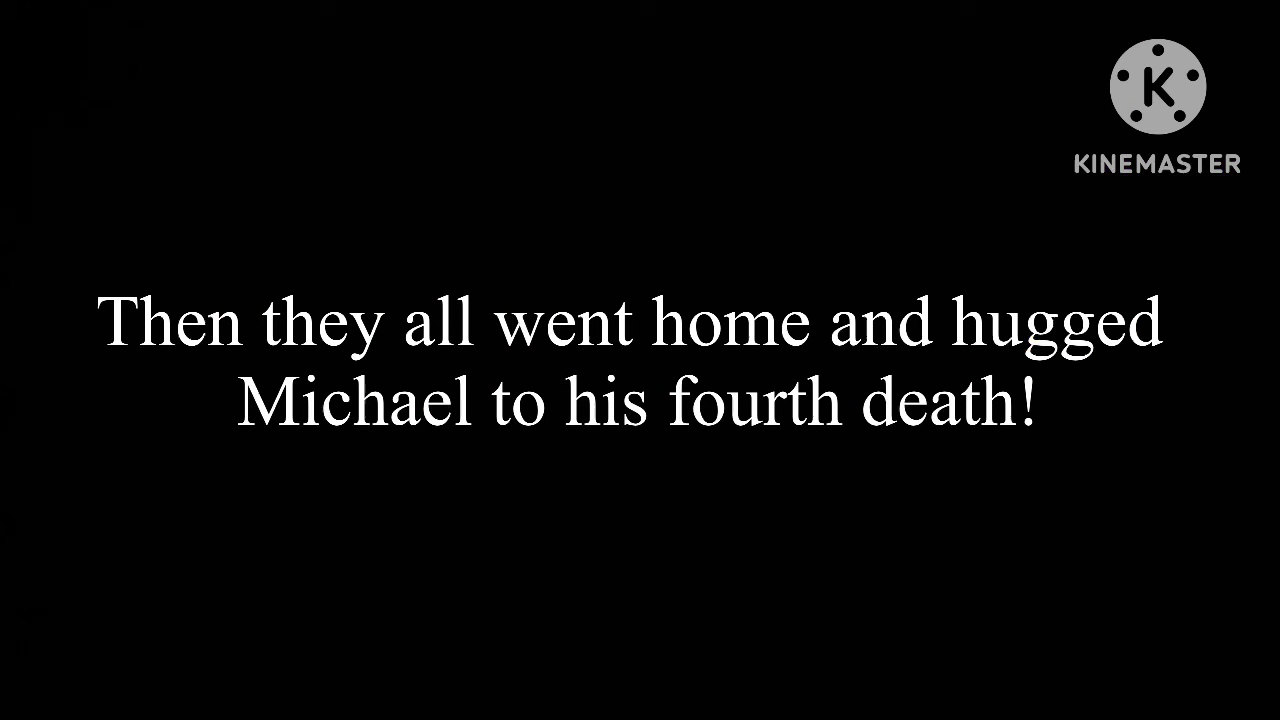 K
KINEMASTER
Then they all went home and hugged
Michael to his fourth death!